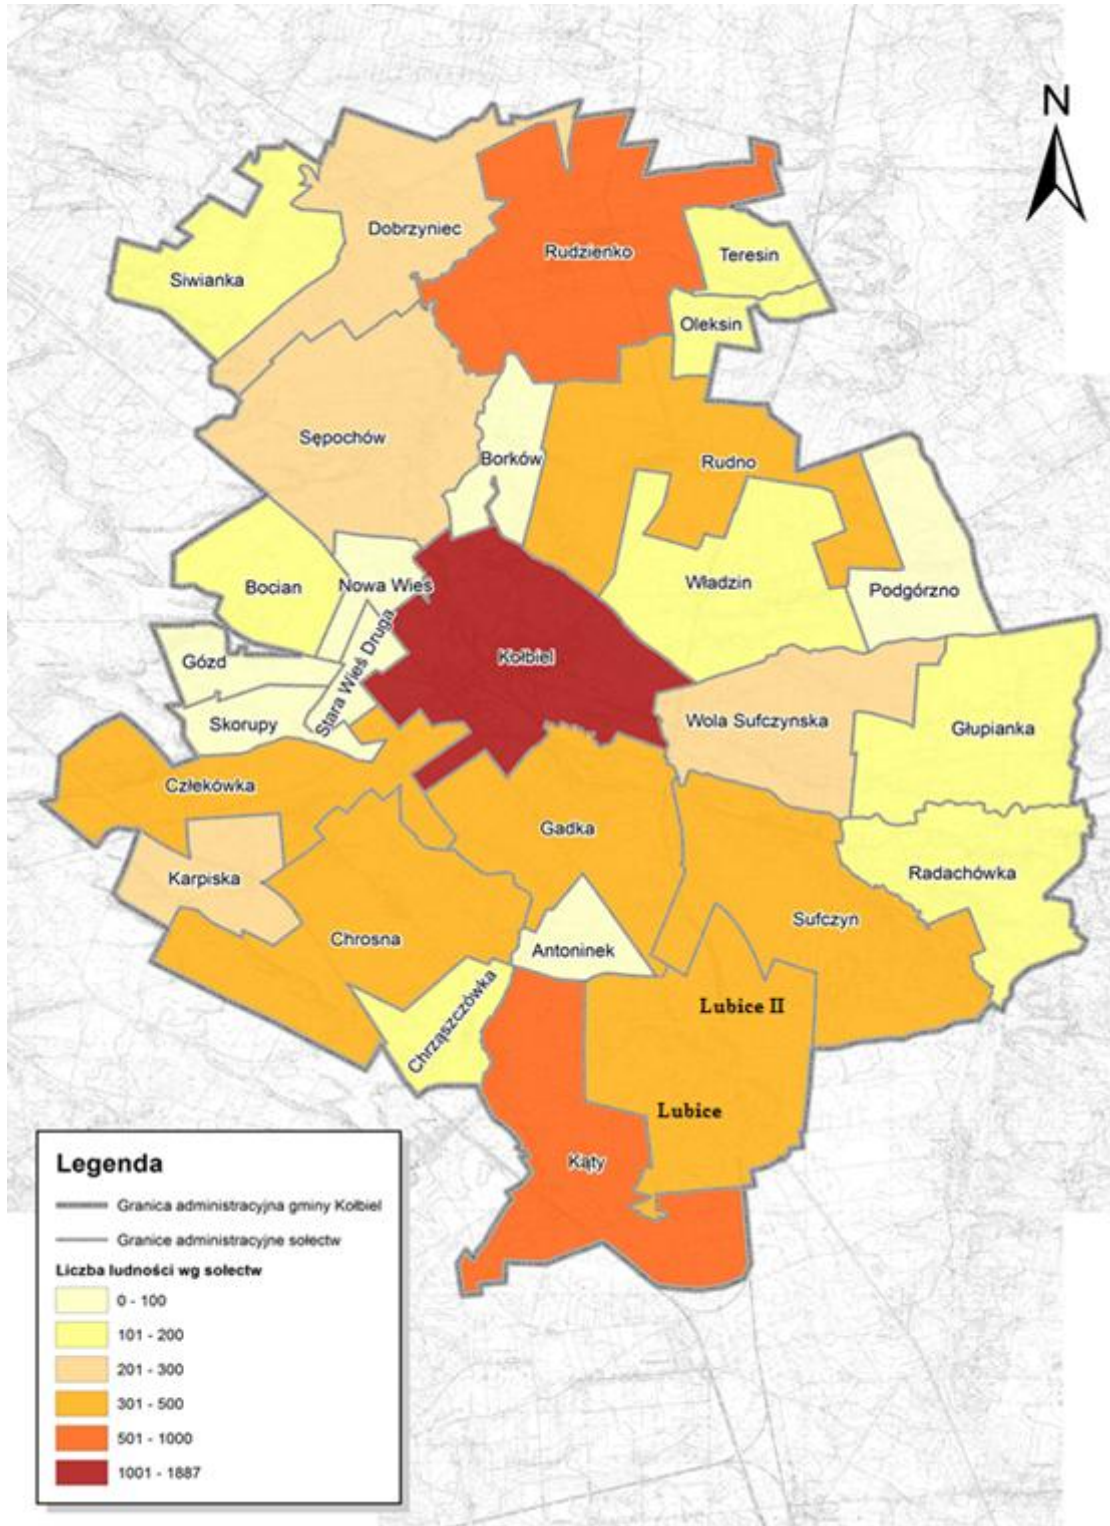 N
Dobrzyniec
Rudzienko
Teresin
Siwianka
Oleksin
Sępochów
Borków
Rudno
Bocian
Nowa Wieś
Władzin
Podgórzno
Gózd
Stara Wieś Druga
Kołbiel
Skorupy
Wola Sufczynska
Głupianka
Człekówka
Gadka
Karpiska
Radachówka
Chrosna
Sufczyn
Antoninek
Chrząszczówka
Lubice II
Lubice
Kąty
Legenda
Granica administracyjna gminy Kołbiel
Granice administracyjne sołectw
Liczba ludności wg sołectw
0 - 100
101 - 200
201 - 300
301 - 500
501 - 1000
1001 - 1887